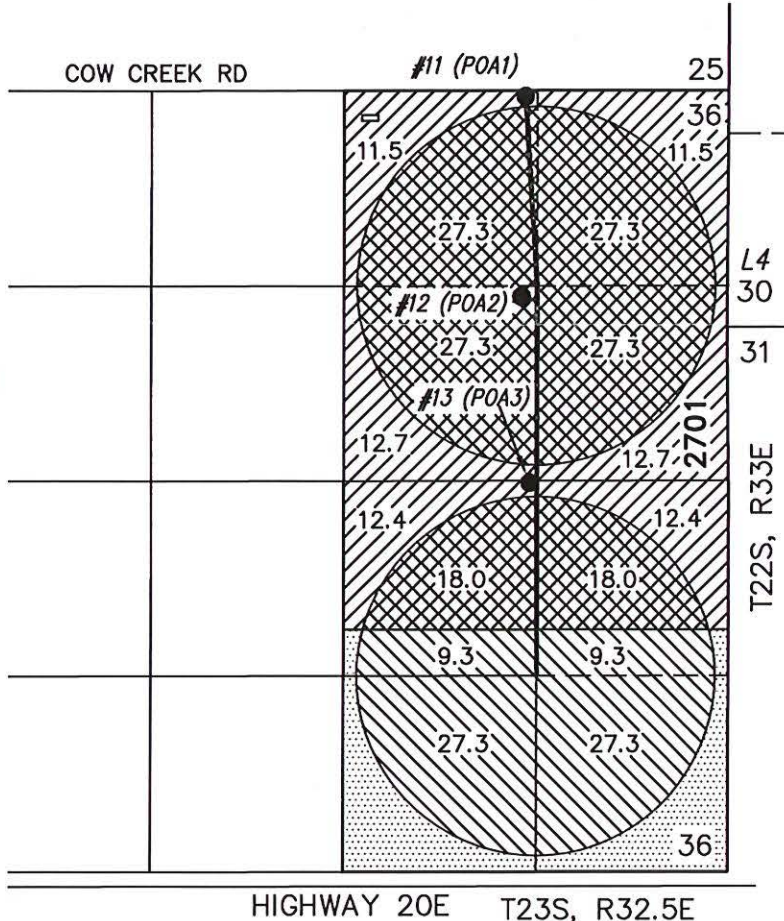 COW CREEK RD
#11 (POA1)
25
36
11.5
11.5
27.3
27.3
L4
30
#12 (POA2)
31
27.3
27.3
#13 (POA3)
12.7
12.7
2701
12.4
12.4
T22S, R33E
18.0
18.0
9.3
9.3
27.3
27.3
36
HIGHWAY 20E
T23S, R32.5E